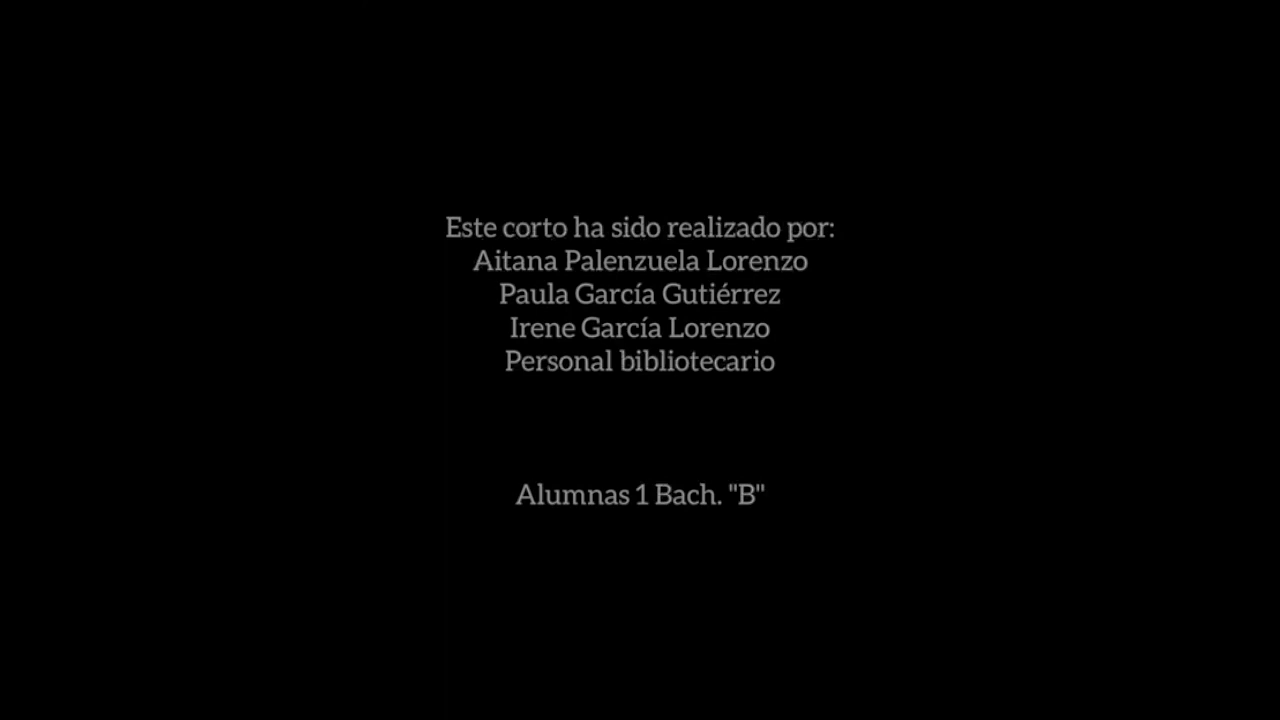 Este corto ha sido realizado por:
Aitana Palenzuela Lorenzo
Paula García Gutiérrez
Irene García Lorenzo
Personal bibliotecario
Alumnas 1 Bach. "B"